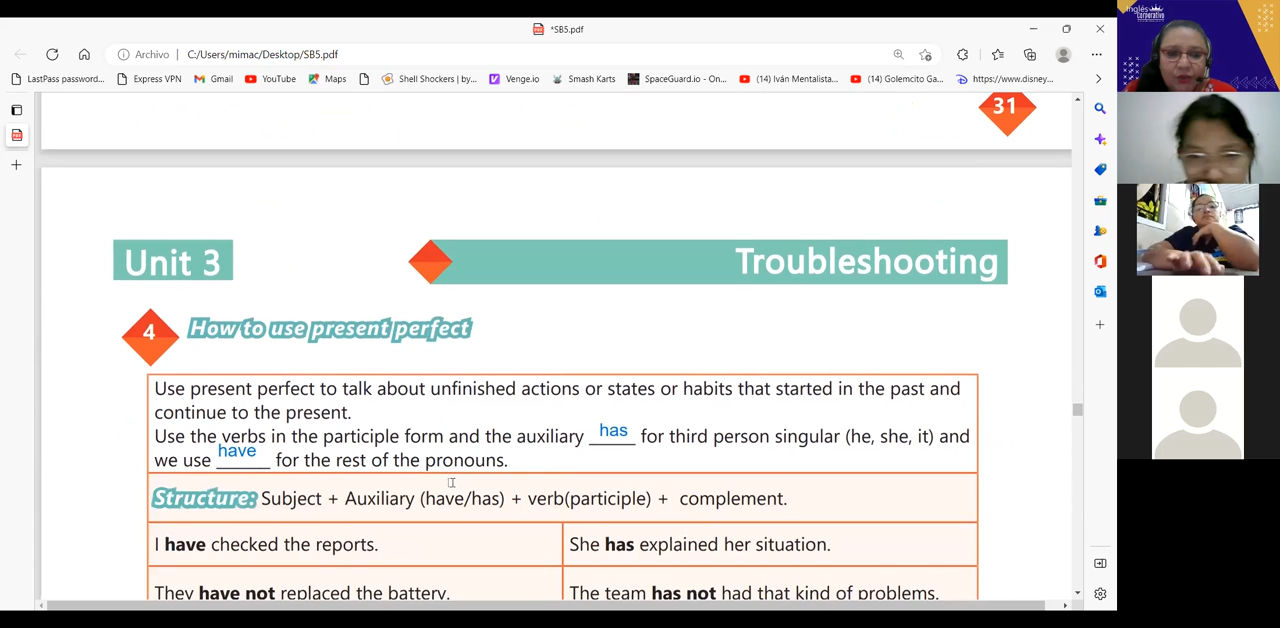 *SB5.pdf
Archivo
C:/Users/mimac/Desktop/SB5.pdf
LastPass password...
Express VPN
Gmail
YouTube
Maps
Shell Shockers | by...
Venge.io
Smash Karts
SpaceGuard.io - On...
(14) Iván Mentalista...
(14) Golemcito Ga...
https://www.disney...
Inglés
Corporativo
31
Unit 3
Troubleshooting
4
How to use present perfect
Use present perfect to talk about unfinished actions or states or habits that started in the past and
continue to the present.
Use the verbs in the participle form and the auxiliary has for third person singular (he, she, it) and
we use have for the rest of the pronouns.
Structure: Subject + Auxiliary (have/has) + verb(participle) + complement.
I have checked the reports.
She has explained her situation.
They have not replaced the battery.
The team has not had that kind of problems.